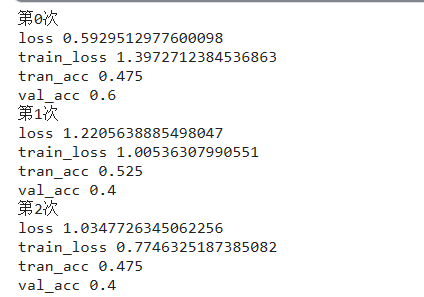 第0次
loss 0.5929512977600098
train_loss 1.3972712384536863
tran_acc 0.475
val_acc 0.6
第1次
loss 1.2205638885498047
train_loss 1.00536307990551
tran_acc 0.525
val_acc 0.4
第2次
loss 1.0347726345062256
train_loss 0.7746325187385082
tran_acc 0.475
val_acc 0.4